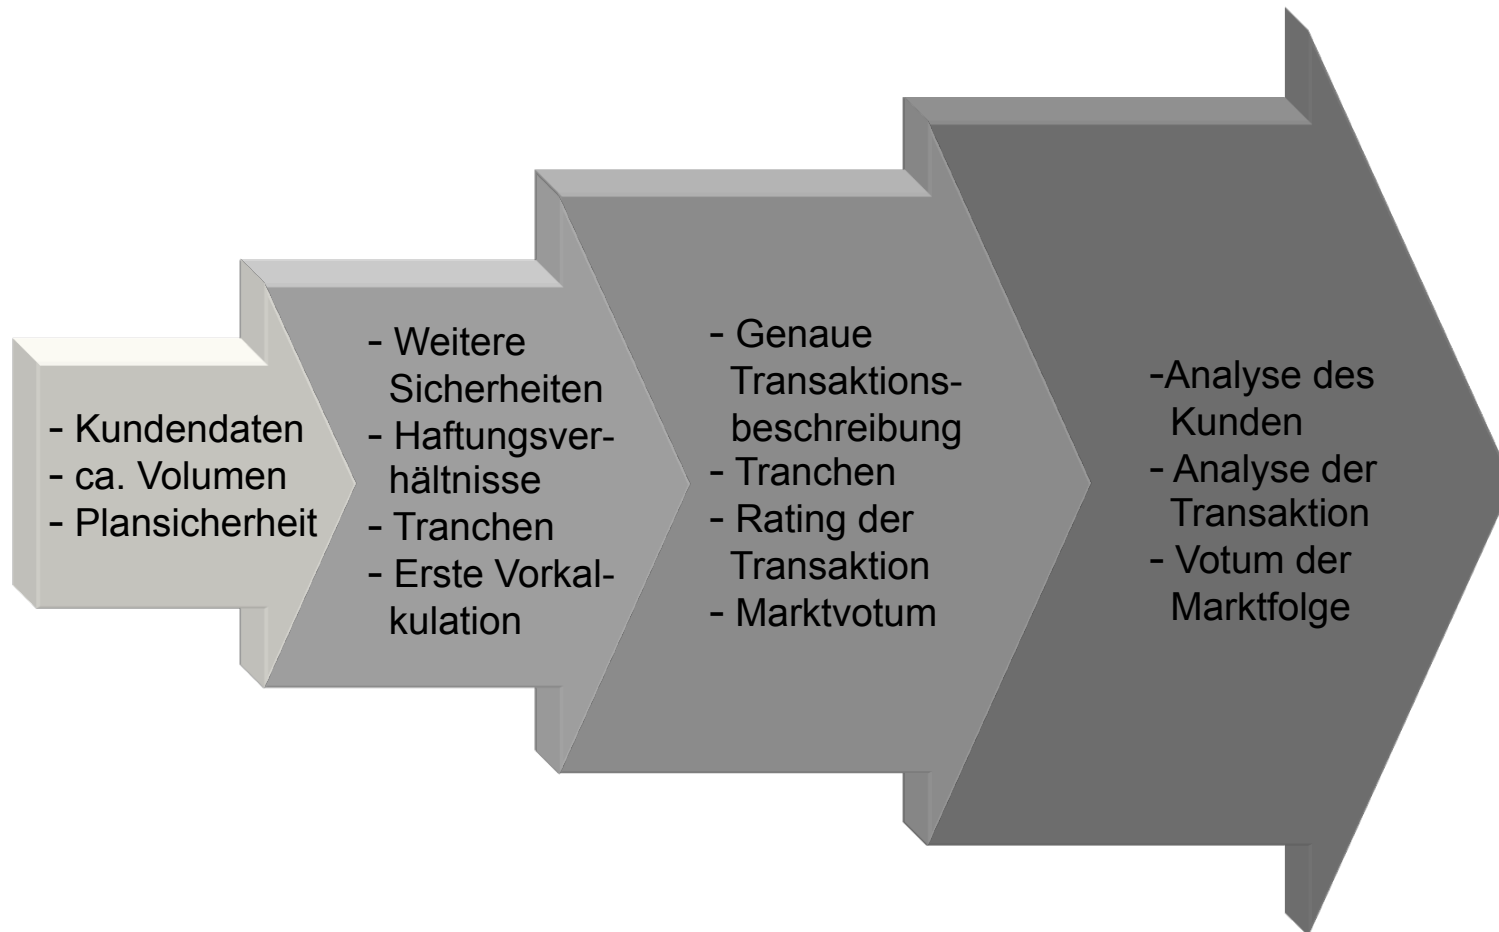 - Kundendaten
- ca. Volumen
- Plansicherheit
- Weitere
Sicherheiten
- Haftungsver-
hältnisse
- Tranchen
- Erste Vorkal-
kulation
- Genaue
Transaktions-
beschreibung
- Tranchen
- Rating der
Transaktion
- Marktvotum
-Analyse des
Kunden
- Analyse der
Transaktion
- Votum der
Marktfolge